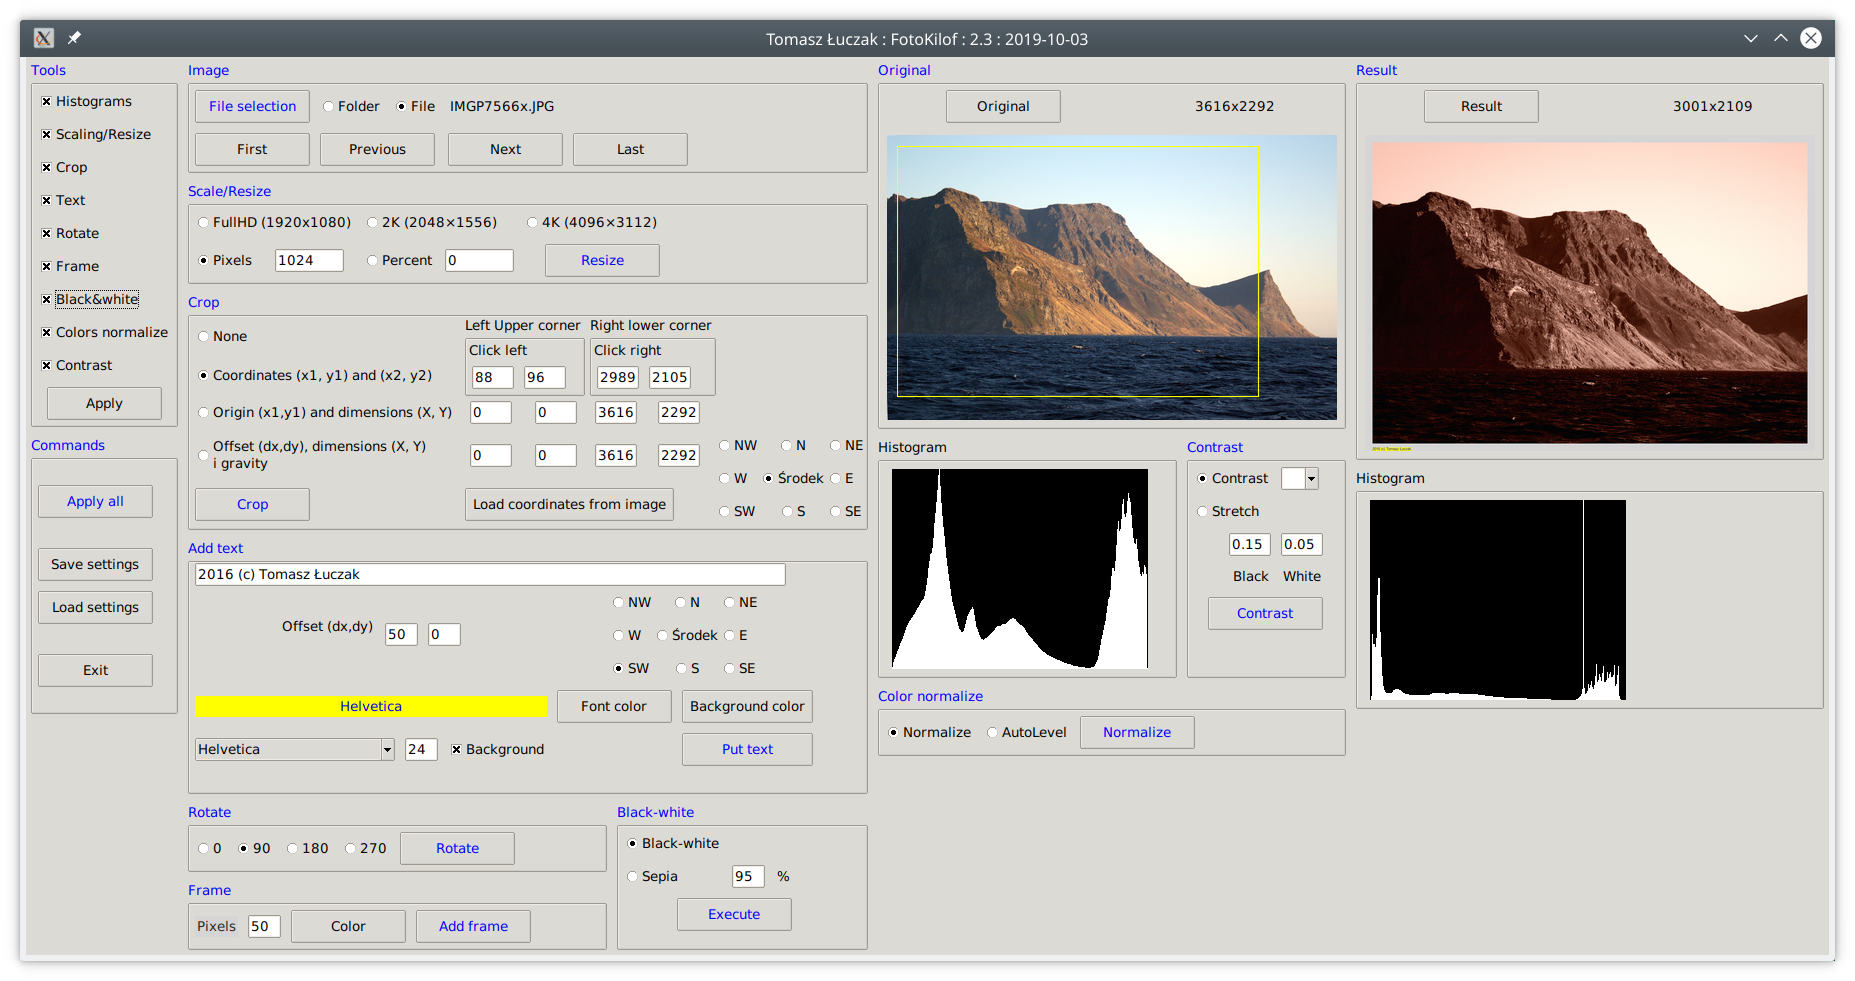 Tomasz Łuczak : FotoKilof : 2.3 : 2019-10-03
Tools
Histograms
Scaling/Resize
Crop
Text
Rotate
Frame
Black&white
Colors normalize
Contrast
Apply
Commands
Apply all
Save settings
Load settings
Exit
Image
File selection Folder File IMGP7566x.JPG
First Previous Next Last
Scale/Resize
FullHD (1920x1080) 2K (2048×1556) 4K (4096×3112)
Pixels 1024 Percent 0 Resize
Crop
Left Upper corner Right lower corner
None
Click left Click right
Coordinates (x1, y1) and (x2, y2) 88 96 2989 2105
Origin (x1,y1) and dimensions (X, Y) 0 0 3616 2292
Offset (dx,dy), dimensions (X, Y)
i gravity 0 0 3616 2292
NW N NE
W Środek E
SW S SE
Crop Load coordinates from image
Add text
2016 (c) Tomasz Łuczak
Offset (dx,dy) 50 0
NW N NE
W Środek E
SW S SE
Helvetica Font color Background color
Helvetica 24 Background Put text
Rotate
0 90 180 270 Rotate
Frame
Pixels 50 Color Add frame
Black-white
Black-white
Sepia 95 %
Execute
Original
Original 3616x2292
Histogram
Contrast
Contrast
Stretch
0.15 0.05
Black White
Contrast
Color normalize
Normalize AutoLevel Normalize
Result
Result 3001x2109
2016 (c) Tomasz Łuczak
Histogram